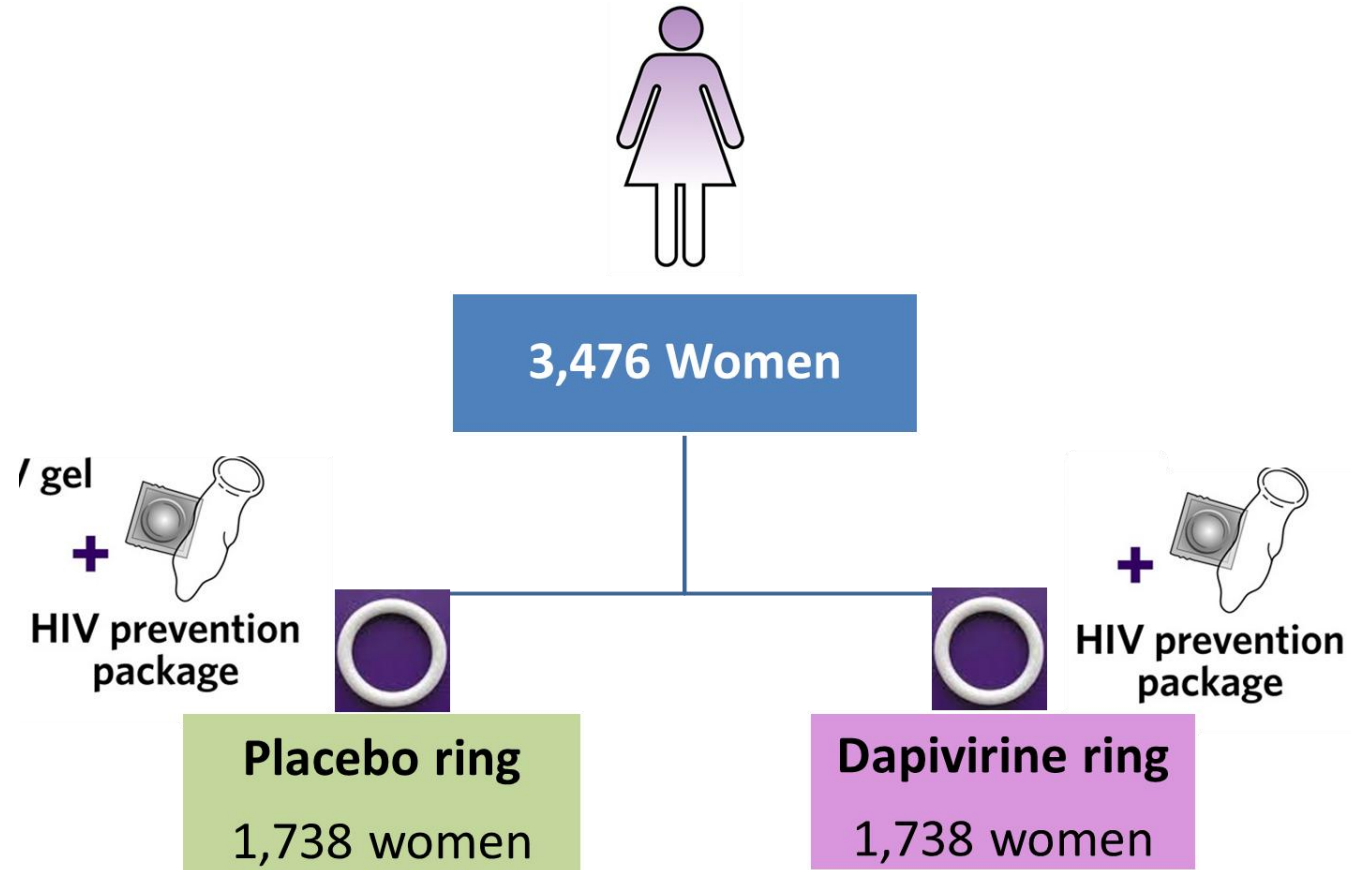 3,476 Women
/ gel
+
HIV prevention
package
+
HIV prevention
package
Placebo ring
1,738 women
Dapivirine ring
1,738 women